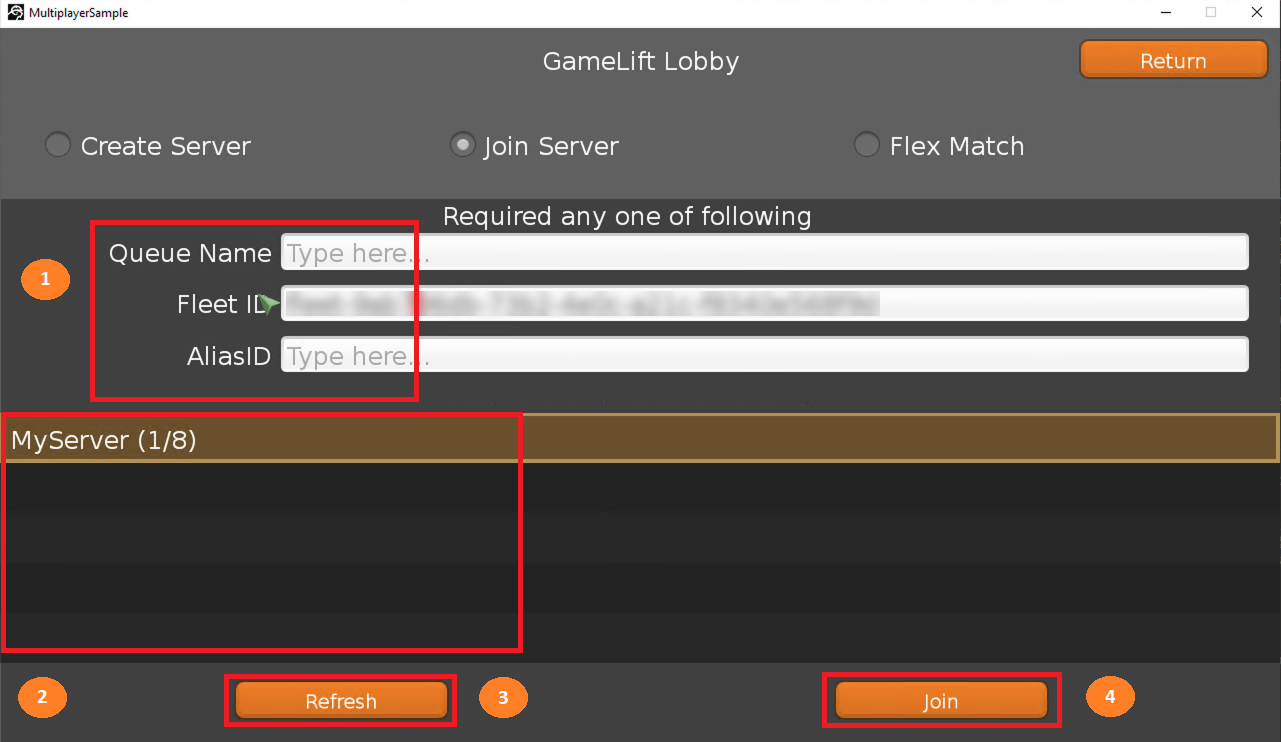 MultiplayerSample
GameLift Lobby
Return
Create Server
Join Server
Flex Match
Required any one of following
Queue Name Type here...
1
Fleet ID
AliasID Type here...
MyServer (1/8)
2
Refresh
3
Join
4